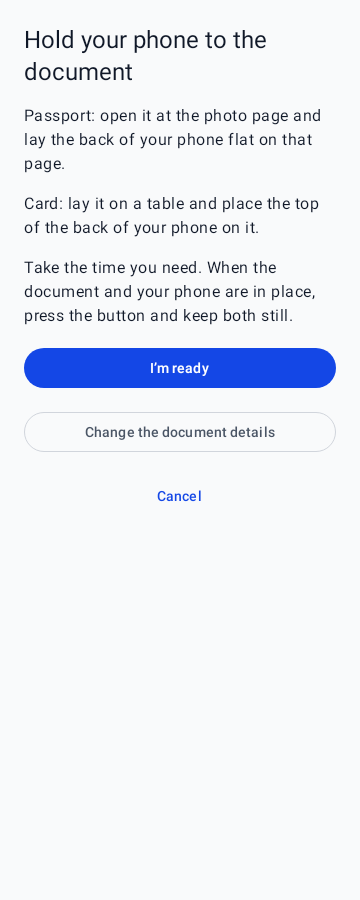 Hold your phone to the
document
Passport: open it at the photo page and
lay the back of your phone flat on that
page.
Card: lay it on a table and place the top
of the back of your phone on it.
Take the time you need. When the
document and your phone are in place,
press the button and keep both still.
I’m ready
Change the document details
Cancel